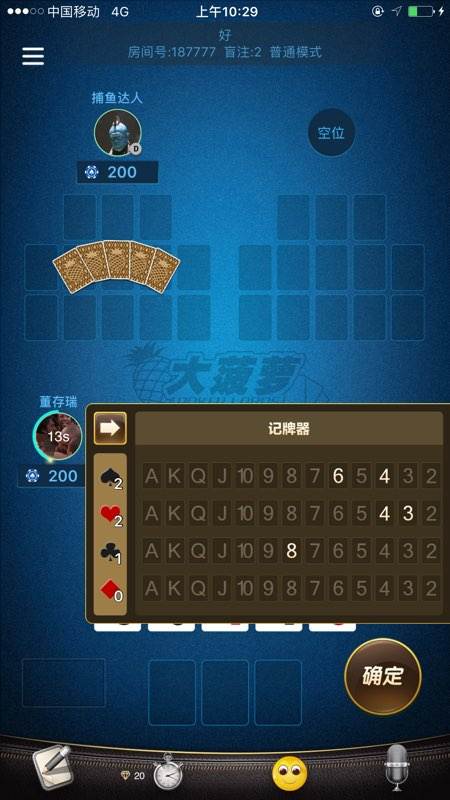 中国移动 4G 上午10:29
好
房间号:187777 盲注:2 普通模式
捕鱼达人
空位
D
200
大菠萝
董存瑞
13s
200
记牌器
2 A K Q J 10 9 8 7 6 5 4 3 2
2 A K Q J 10 9 8 7 6 5 4 3 2
1 A K Q J 10 9 8 7 6 5 4 3 2
0 A K Q J 10 9 8 7 6 5 4 3 2
确定
20